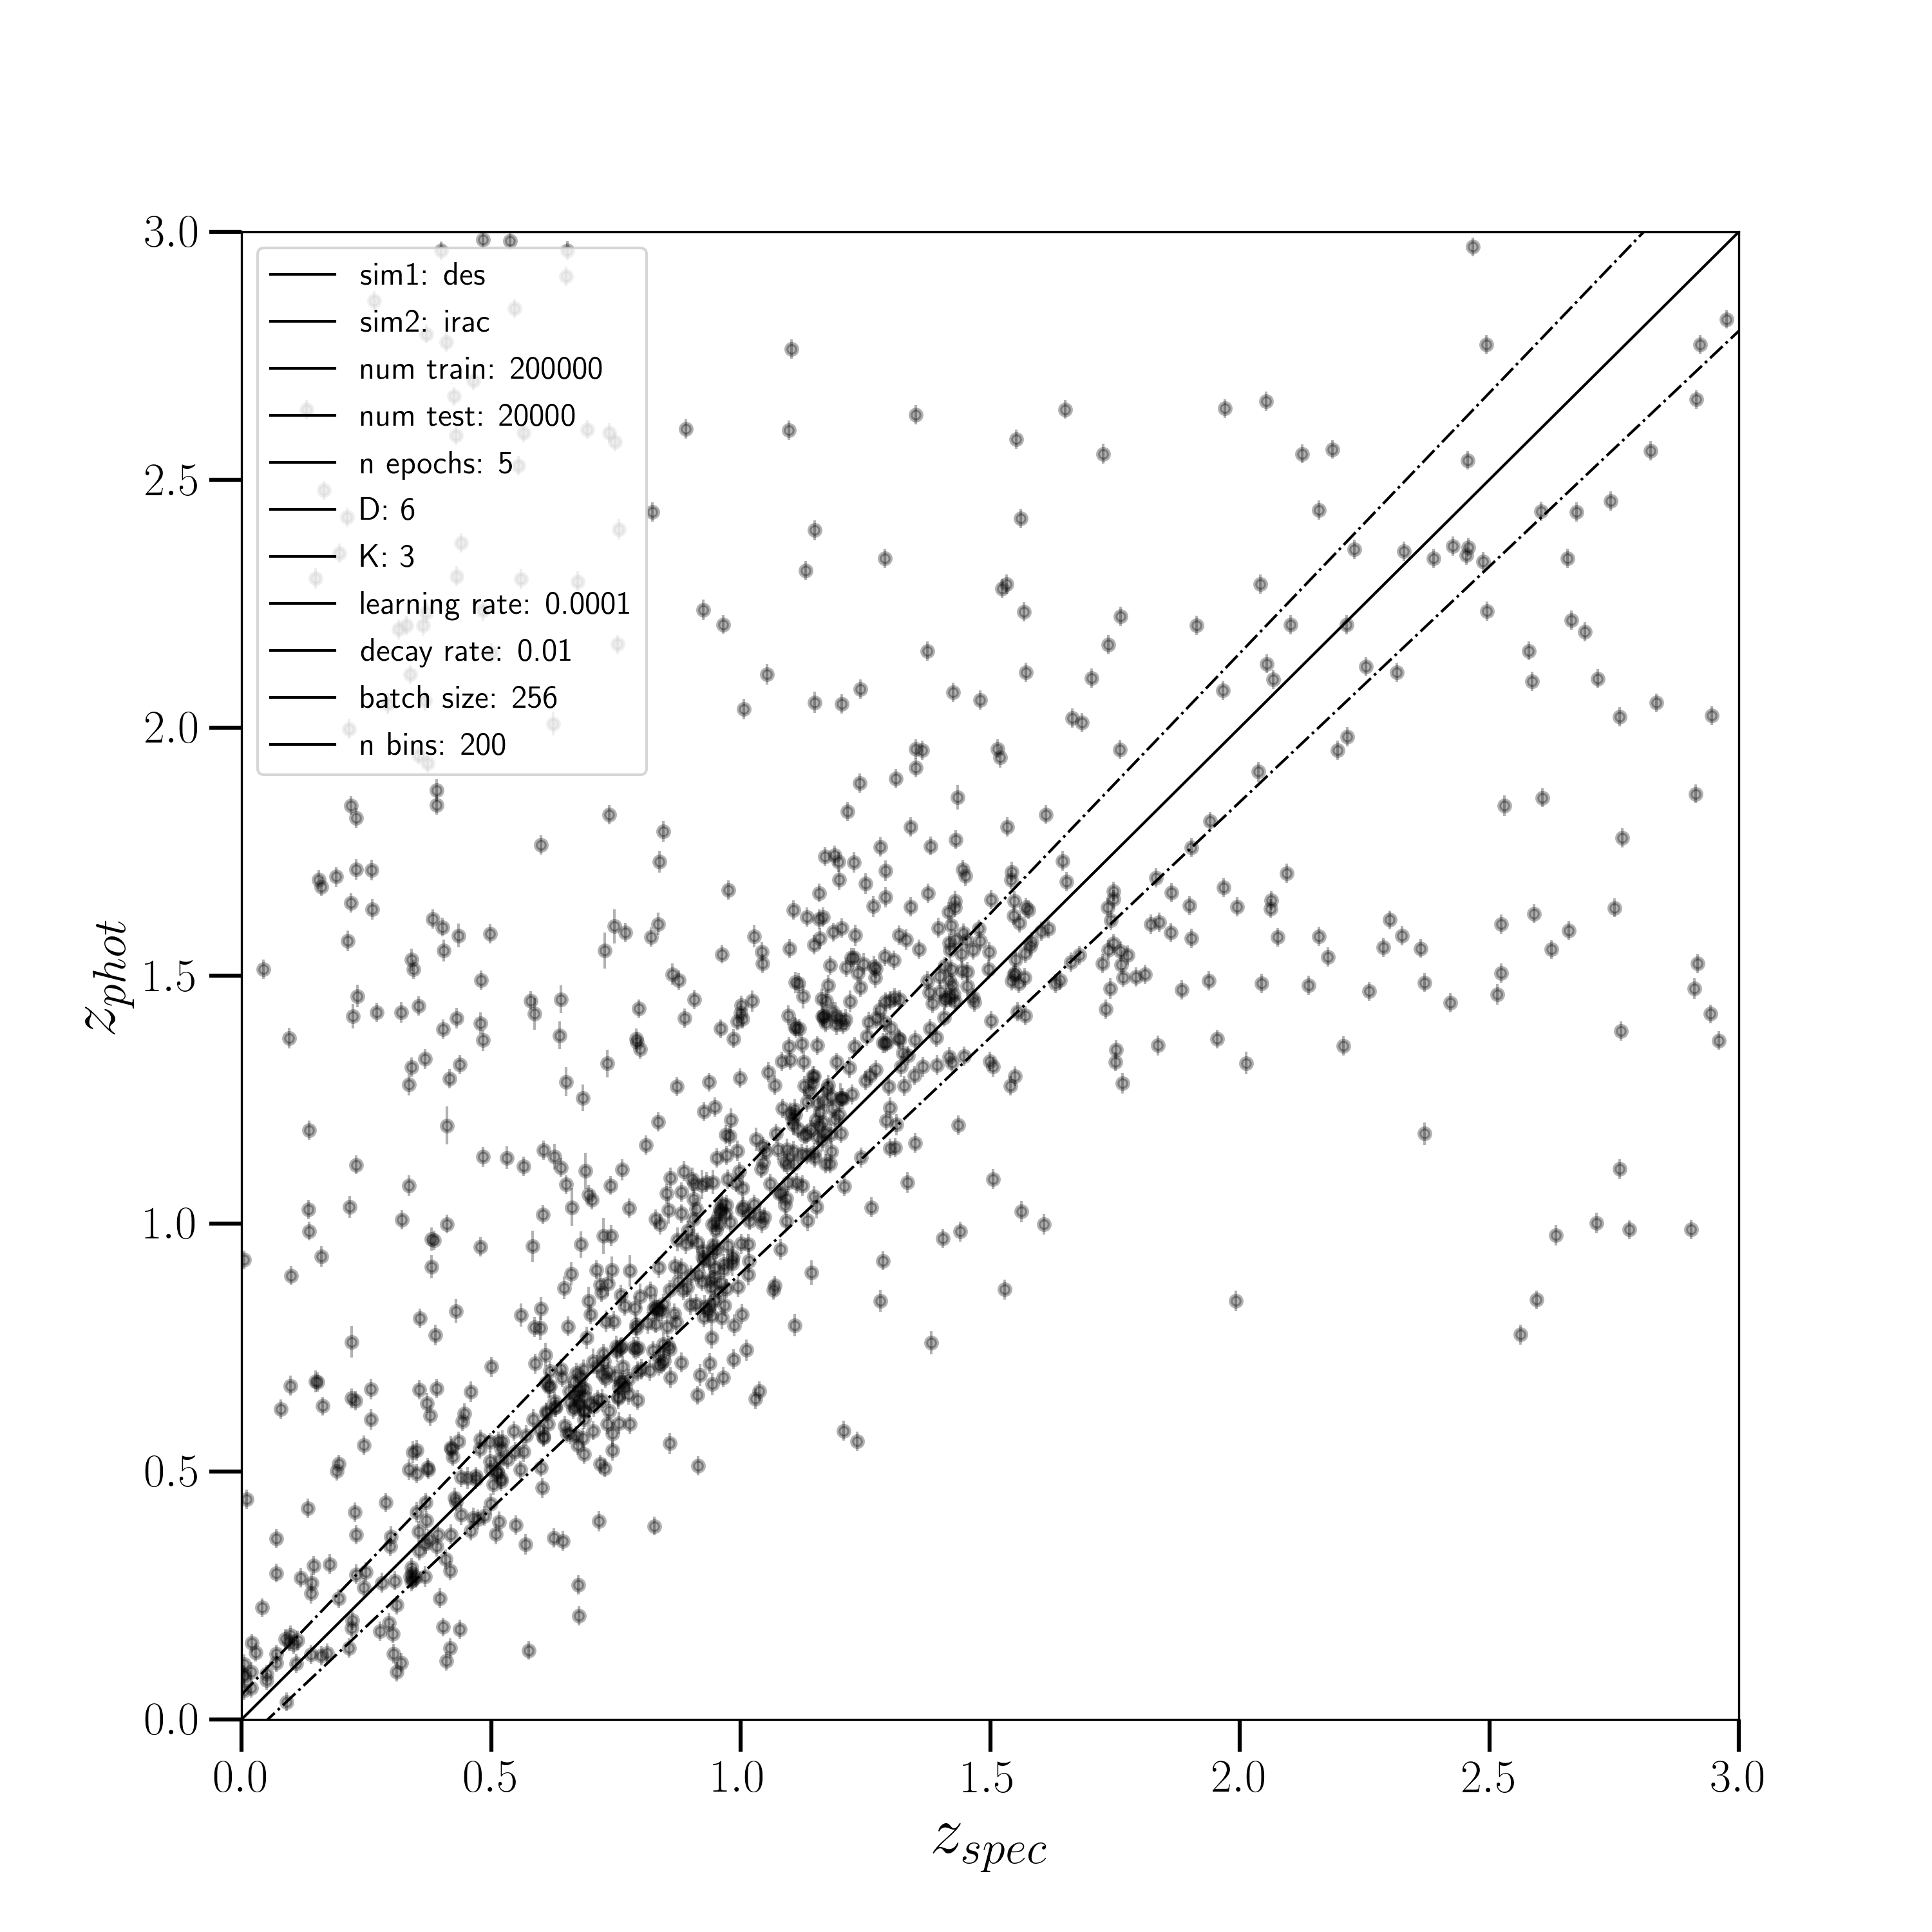 3.0
2.5
2.0
1.5
1.0
0.5
0.0
z_phot
sim1: des
sim2: irac
num train: 200000
num test: 20000
n epochs: 5
D: 6
K: 3
learning rate: 0.0001
decay rate: 0.01
batch size: 256
n bins: 200
0.0 0.5 1.0 1.5 2.0 2.5 3.0
z_spec